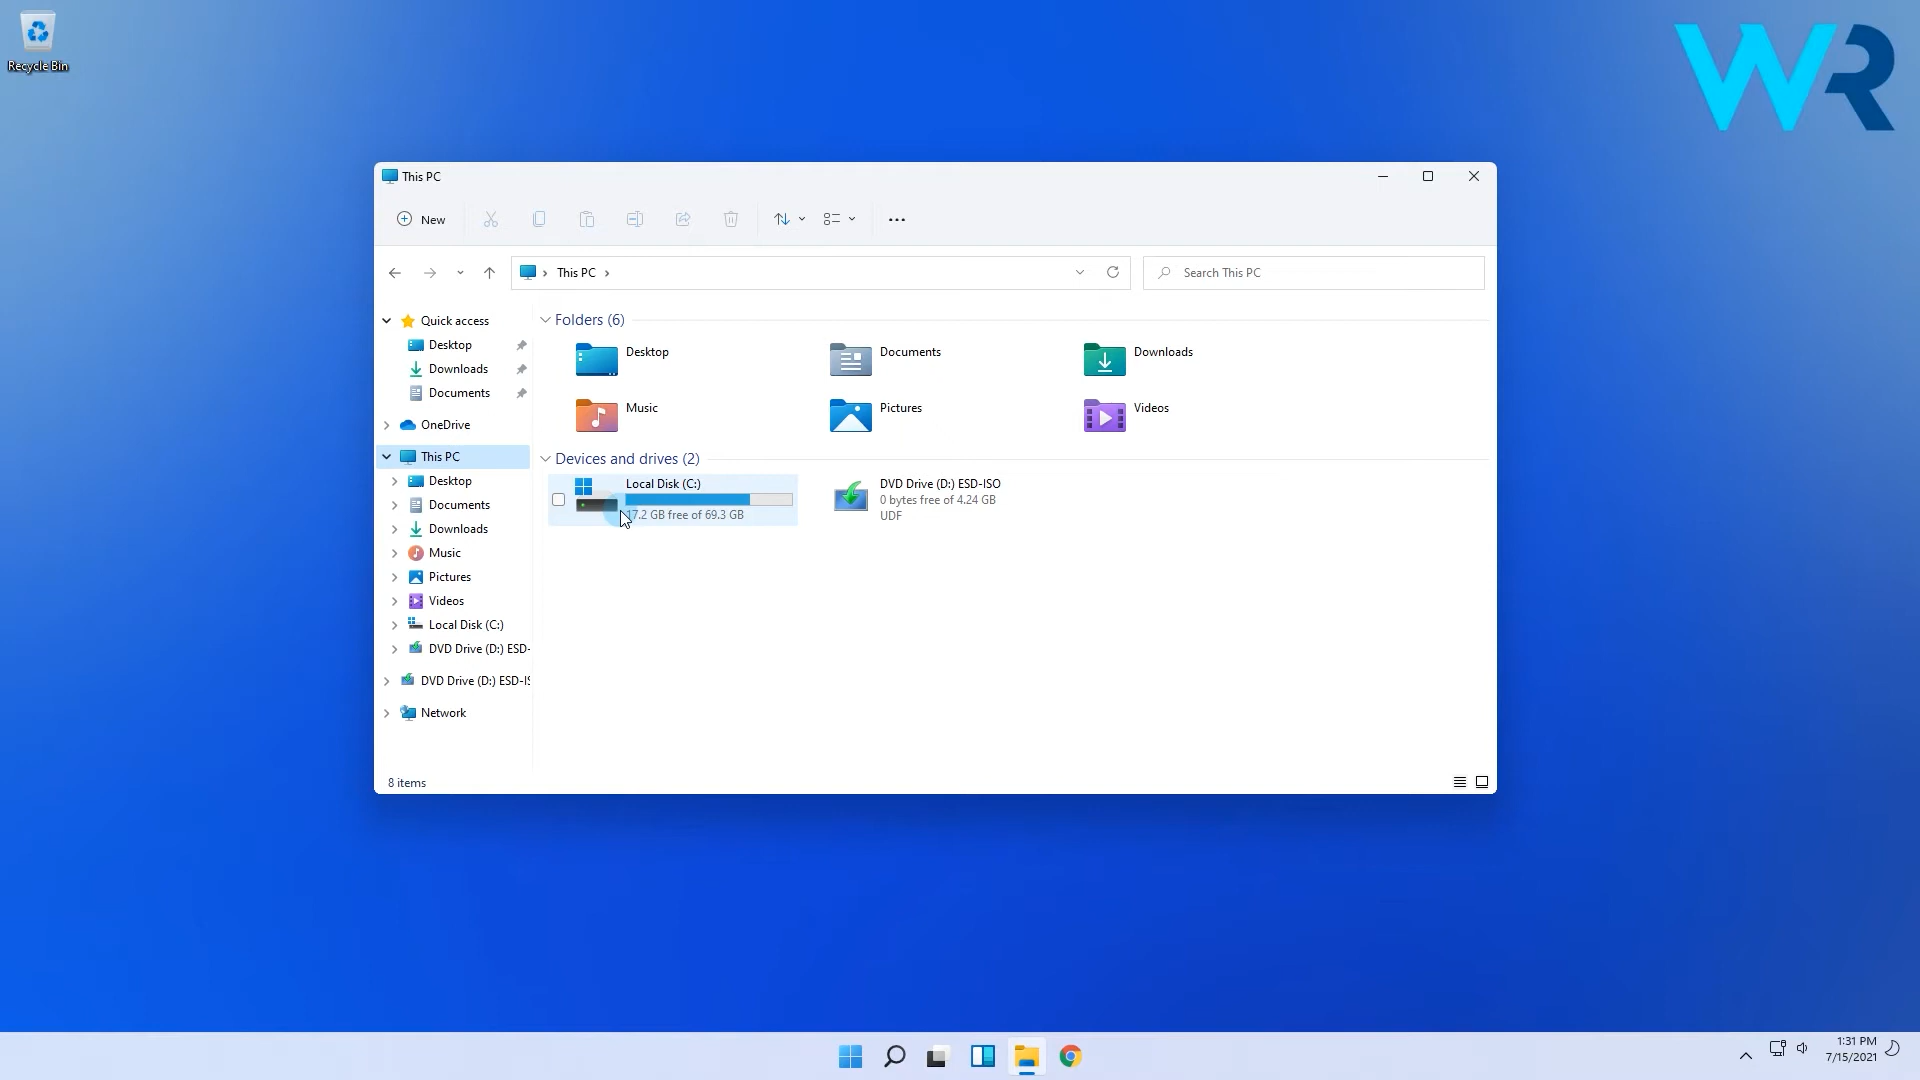 Recycle Bin
WR
This PC
New
This PC
Search This PC
Quick access
Desktop
Downloads
Documents
OneDrive
This PC
Desktop
Documents
Downloads
Music
Pictures
Videos
Local Disk (C:)
DVD Drive (D:) ESD-
DVD Drive (D:) ESD-IS
Network
Folders (6)
Desktop
Documents
Downloads
Music
Pictures
Videos
Devices and drives (2)
Local Disk (C:)
17.2 GB free of 69.3 GB
DVD Drive (D:) ESD-ISO
0 bytes free of 4.24 GB
UDF
8 items
1:31 PM
7/15/2021